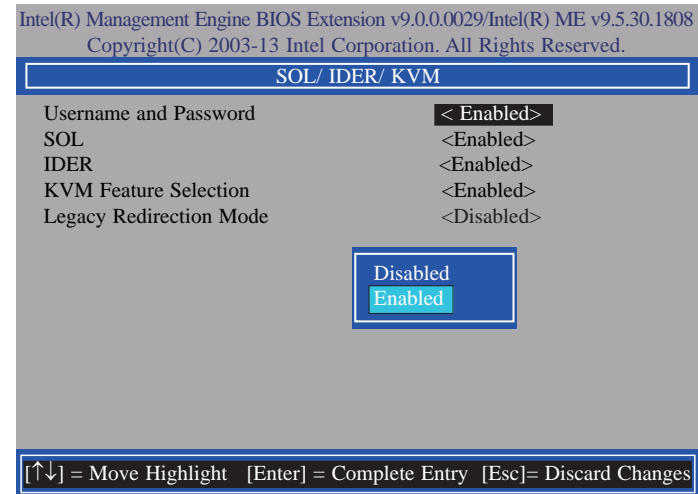 Intel(R) Management Engine BIOS Extension v9.0.0.0029/Intel(R) ME v9.5.30.1808
Copyright(C) 2003-13 Intel Corporation. All Rights Reserved.
SOL/ IDER/ KVM
Username and Password < Enabled>
SOL <Enabled>
IDER <Enabled>
KVM Feature Selection <Enabled>
Legacy Redirection Mode <Disabled>
Disabled
Enabled
[↑↓] = Move Highlight [Enter] = Complete Entry [Esc]= Discard Changes